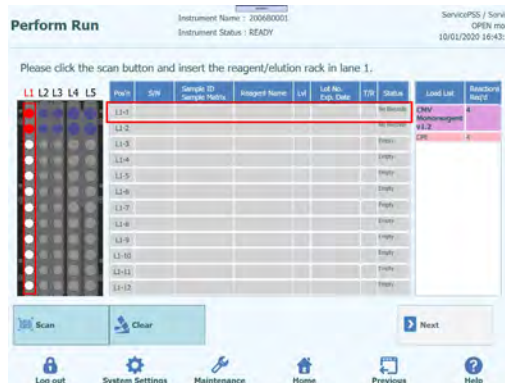 Perform Run
Instrument Name : 200680001
Instrument Status : READY
ServicePSS / Servi
OPEN mo
10/01/2020 16:43:
Please click the scan button and insert the reagent/elution rack in lane 1.
L1 L2 L3 L4 L5
Pos'n S/N Sample ID Sample Matrix Reagent Name Lvl Lot No. Exp. Date T/R Status
L1-1 No Records
L1-2 No Records
L1-3 Empty
L1-4 Empty
L1-5 Empty
L1-6 Empty
L1-7 Empty
L1-8 Empty
L1-9 Empty
L1-10 Empty
L1-11 Empty
L1-12 Empty
Load List Reactions Req'd
CMV Monoreagent v1.2 4
CPE 4
Scan
Clear
Next
Log out
System Settings
Maintenance
Home
Previous
Help